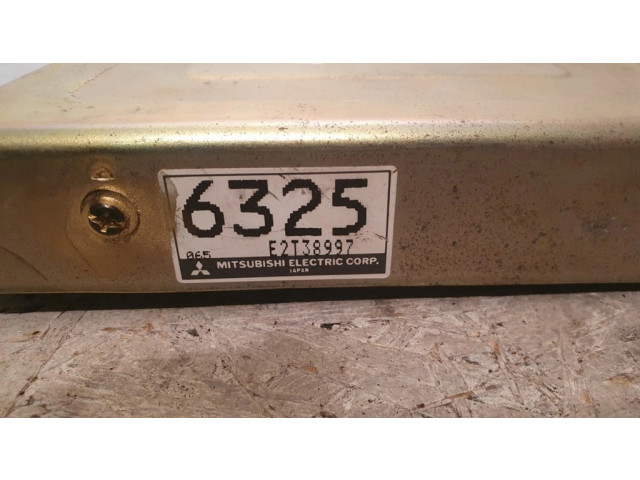 6325
065 E2T38997
MITSUBISHI ELECTRIC CORP.
JAPAN